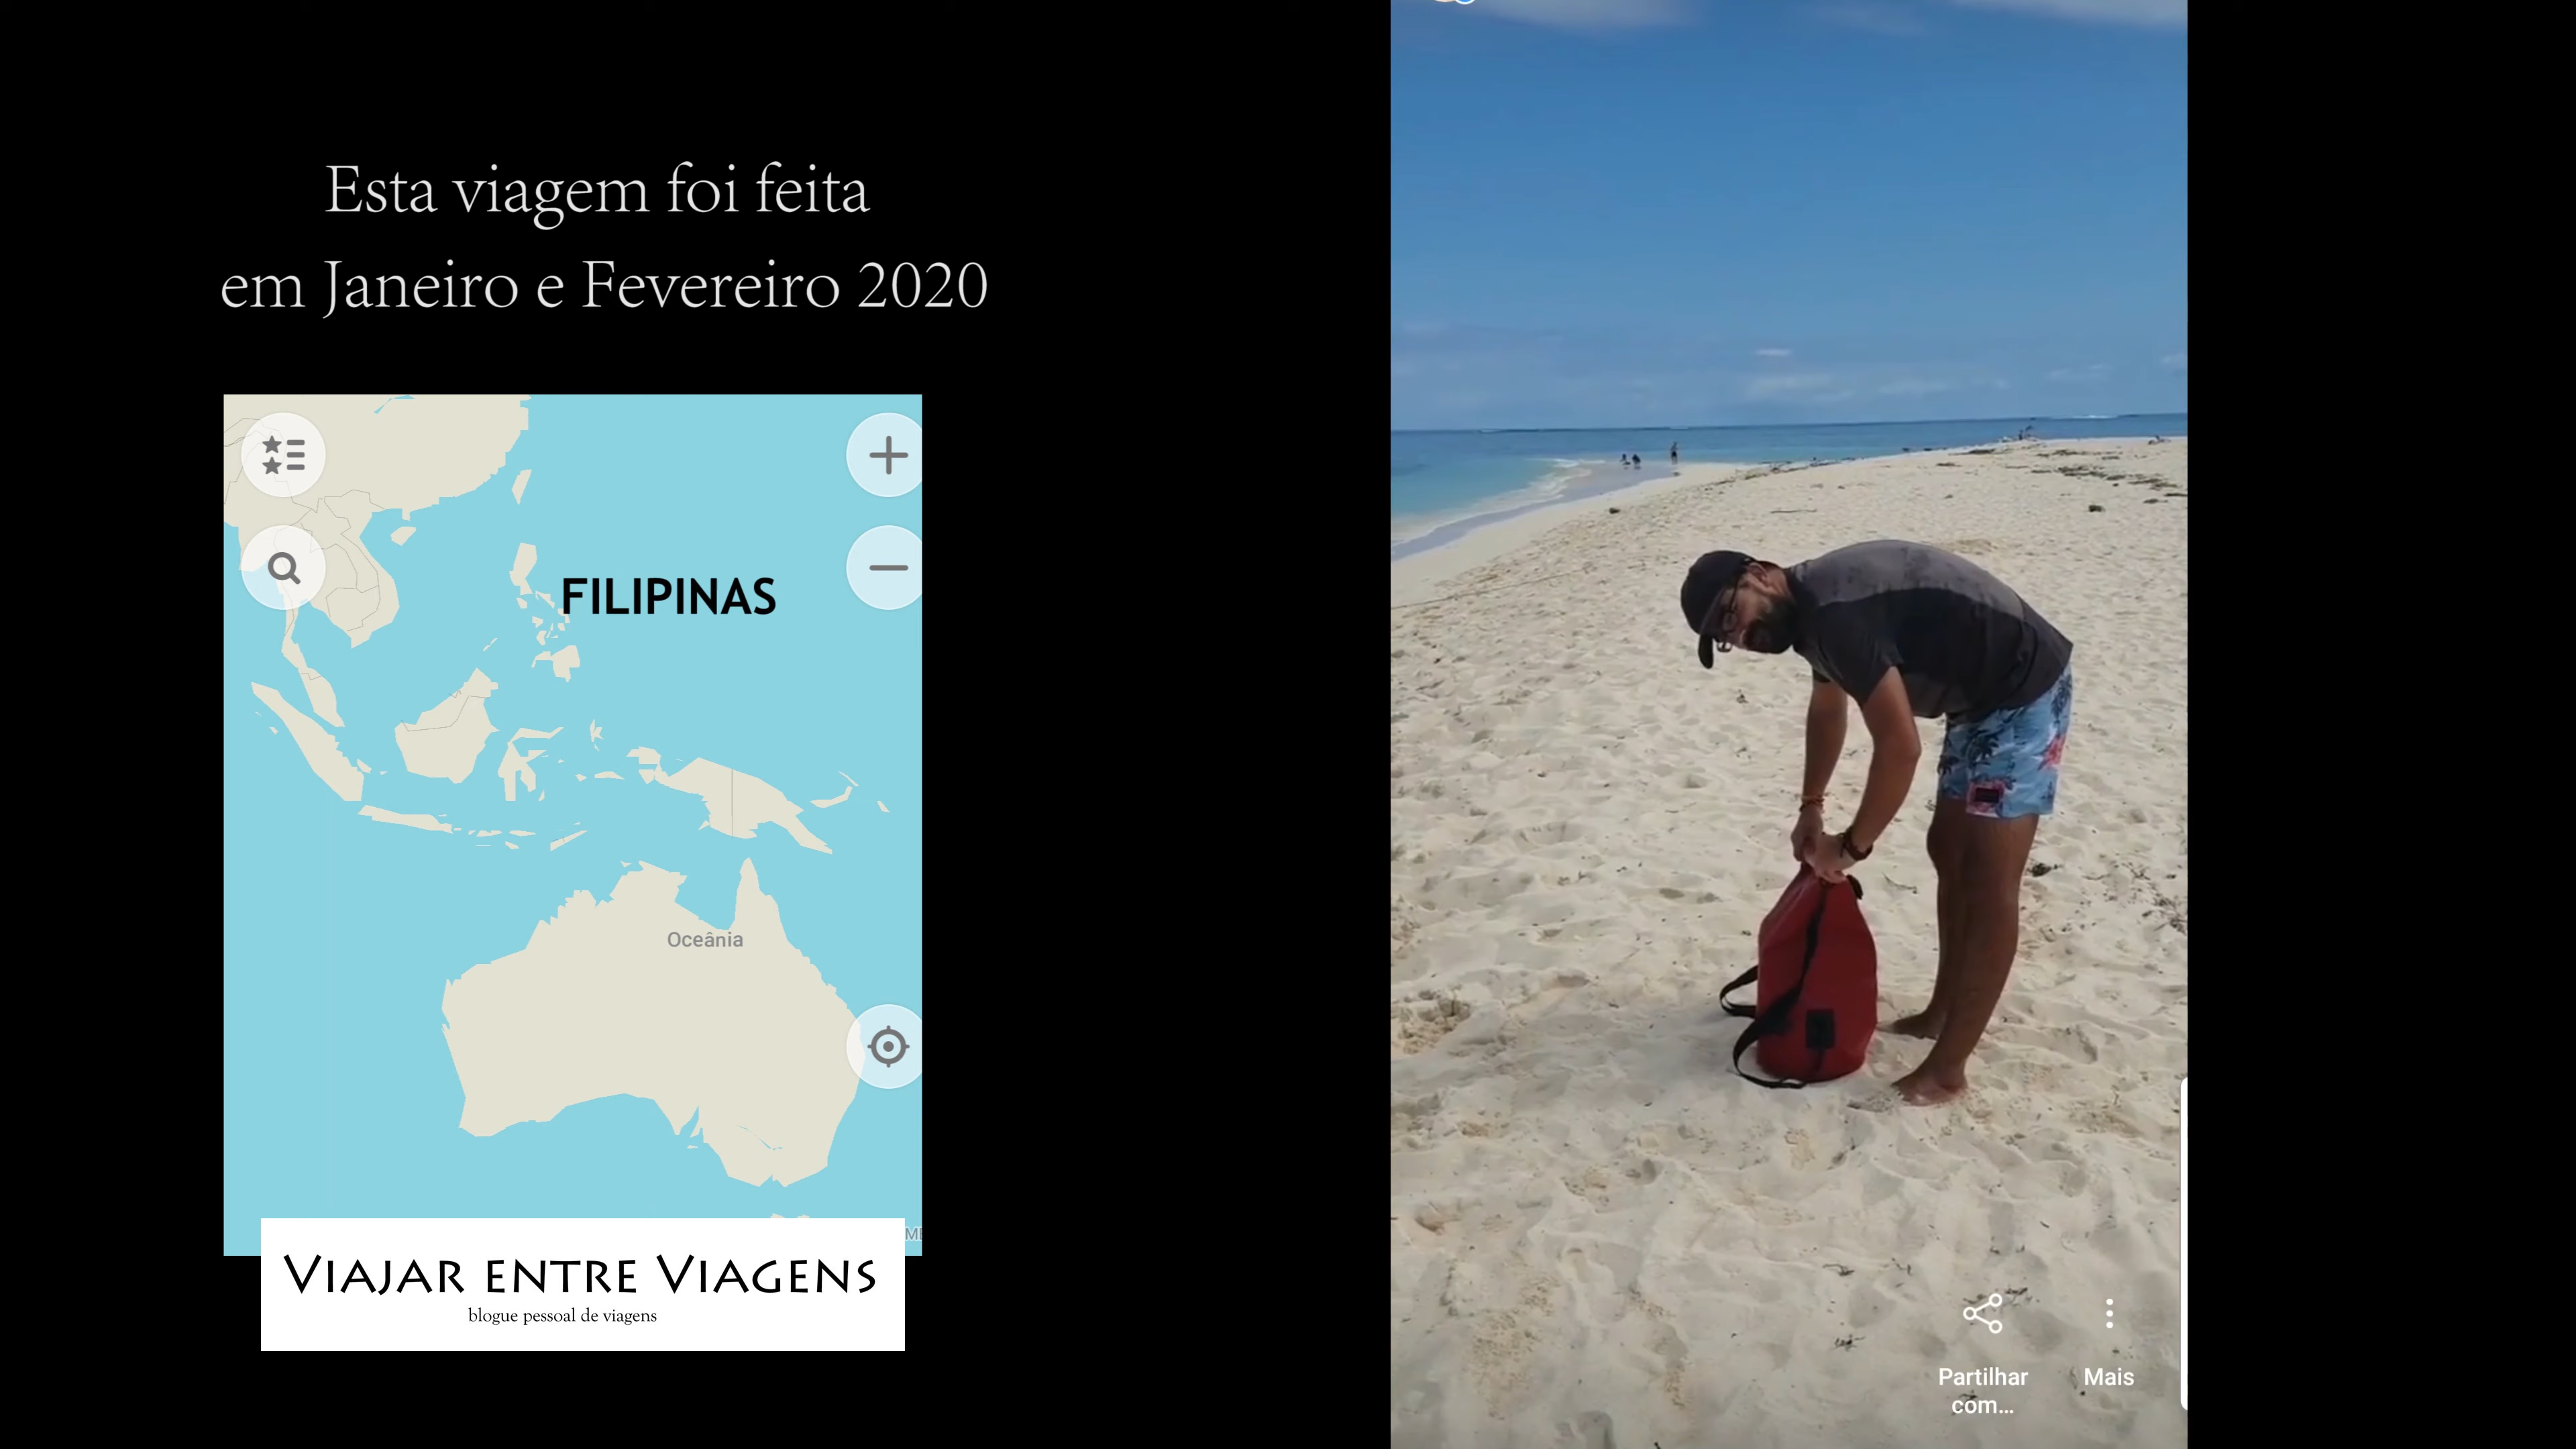 Esta viagem foi feita
em Janeiro e Fevereiro 2020
FILIPINAS
Oceânia
VIAJAR ENTRE VIAGENS
blogue pessoal de viagens
Partilhar
com...
Mais